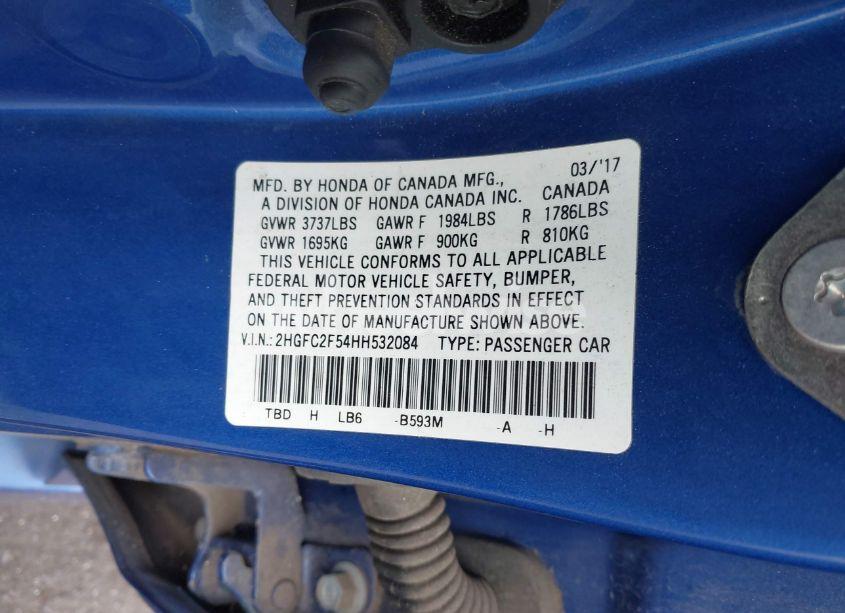 03/'17
MFD. BY HONDA OF CANADA MFG., CANADA
A DIVISION OF HONDA CANADA INC.
GVWR 3737LBS GAWR F 1984LBS R 1786LBS
GVWR 1695KG GAWR F 900KG R 810KG
THIS VEHICLE CONFORMS TO ALL APPLICABLE
FEDERAL MOTOR VEHICLE SAFETY, BUMPER,
AND THEFT PREVENTION STANDARDS IN EFFECT
ON THE DATE OF MANUFACTURE SHOWN ABOVE.
V.I.N.: 2HGFC2F54HH532084 TYPE: PASSENGER CAR
TBD H LB6 -B593M -A -H